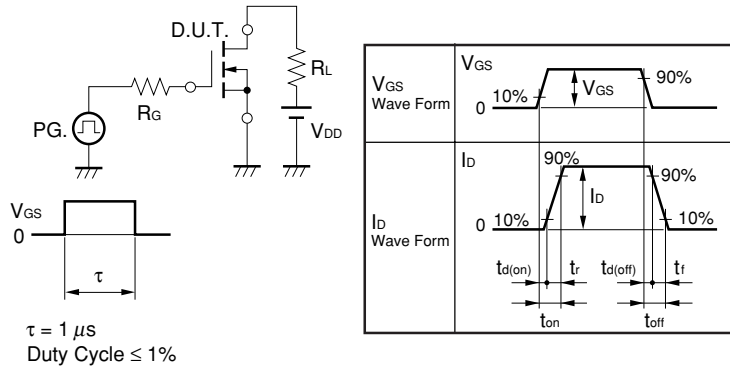 D.U.T.
RL
RG
PG.
VDD
VGS
0
τ
τ = 1 μs
Duty Cycle ≤ 1%
VGS
Wave Form
VGS
10%
0
VGS
90%
ID
Wave Form
ID
90%
90%
ID
0
10%
10%
td(on)
tr
td(off)
tf
ton
toff